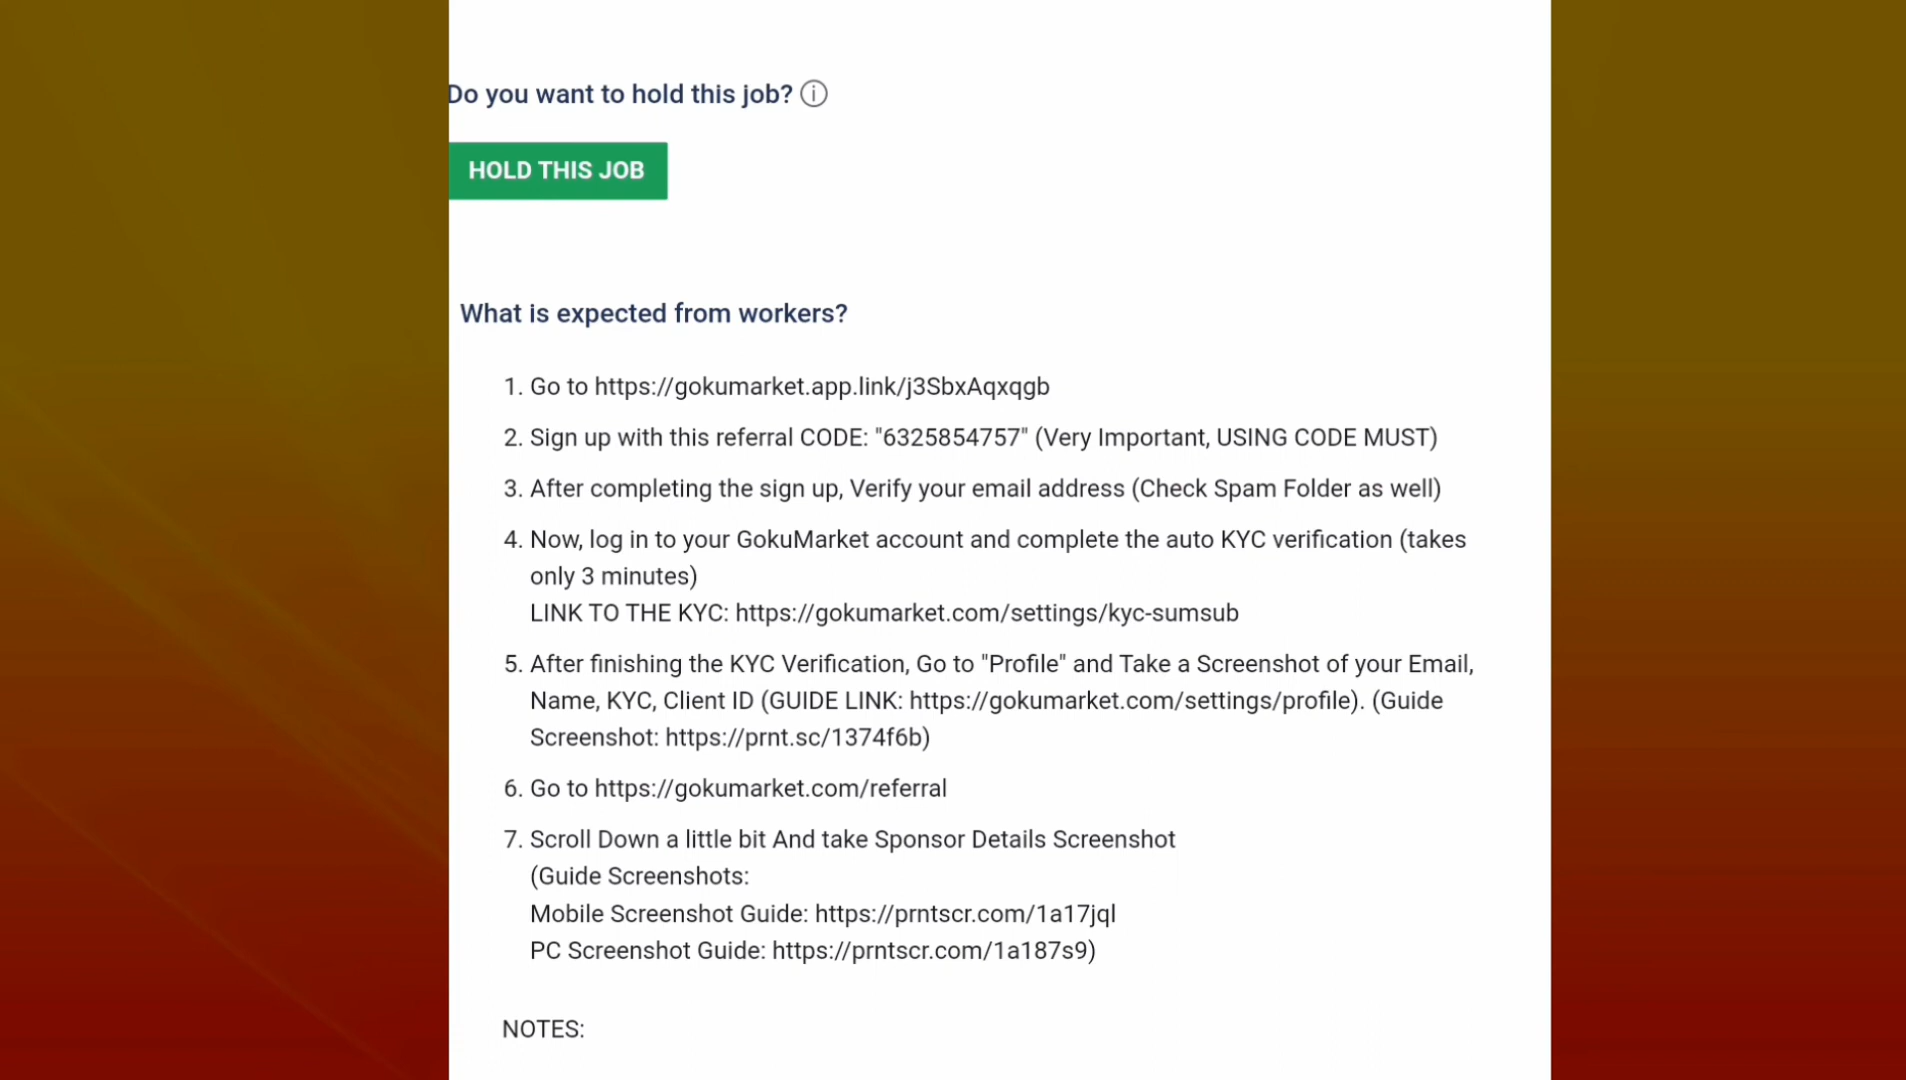 Do you want to hold this job?
HOLD THIS JOB
What is expected from workers?
1. Go to https://gokumarket.app.link/j3SbxAqxqgb
2. Sign up with this referral CODE: "6325854757" (Very Important, USING CODE MUST)
3. After completing the sign up, Verify your email address (Check Spam Folder as well)
4. Now, log in to your GokuMarket account and complete the auto KYC verification (takes
only 3 minutes)
LINK TO THE KYC: https://gokumarket.com/settings/kyc-sumsub
5. After finishing the KYC Verification, Go to "Profile" and Take a Screenshot of your Email,
Name, KYC, Client ID (GUIDE LINK: https://gokumarket.com/settings/profile). (Guide
Screenshot: https://prnt.sc/1374f6b)
6. Go to https://gokumarket.com/referral
7. Scroll Down a little bit And take Sponsor Details Screenshot
(Guide Screenshots:
Mobile Screenshot Guide: https://prntscr.com/1a17jql
PC Screenshot Guide: https://prntscr.com/1a187s9)
NOTES: